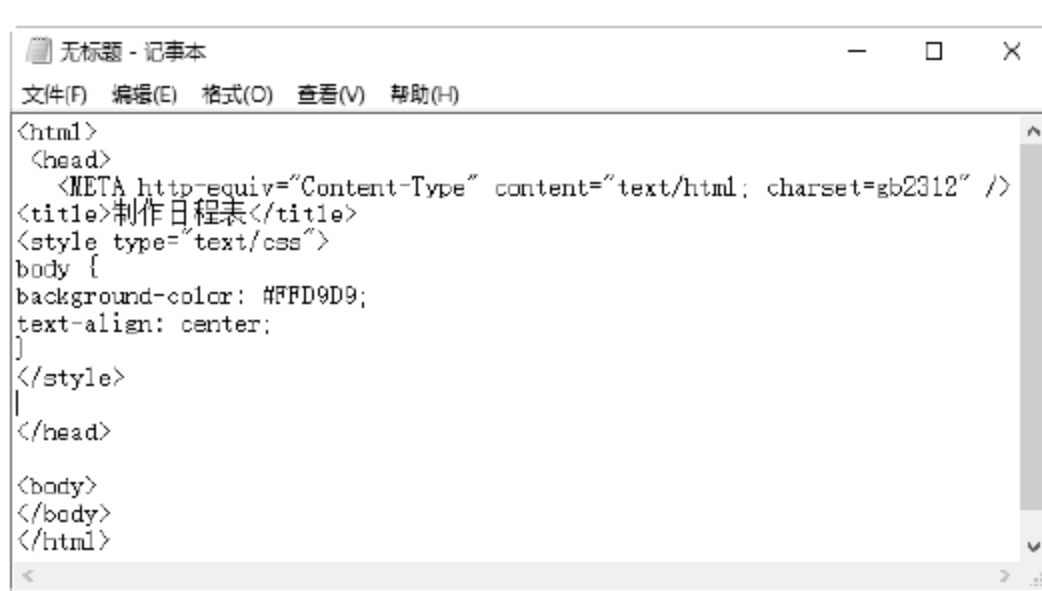 无标题 - 记事本
文件(F) 编辑(E) 格式(O) 查看(V) 帮助(H)
<html>
<head>
<META http-equiv="Content-Type" content="text/html; charset=gb2312" />
<title>制作日程表</title>
<style type="text/css">
body {
background-color: #FFD9D9;
text-align: center;
}
</style>
</head>
<body>
</body>
</html>